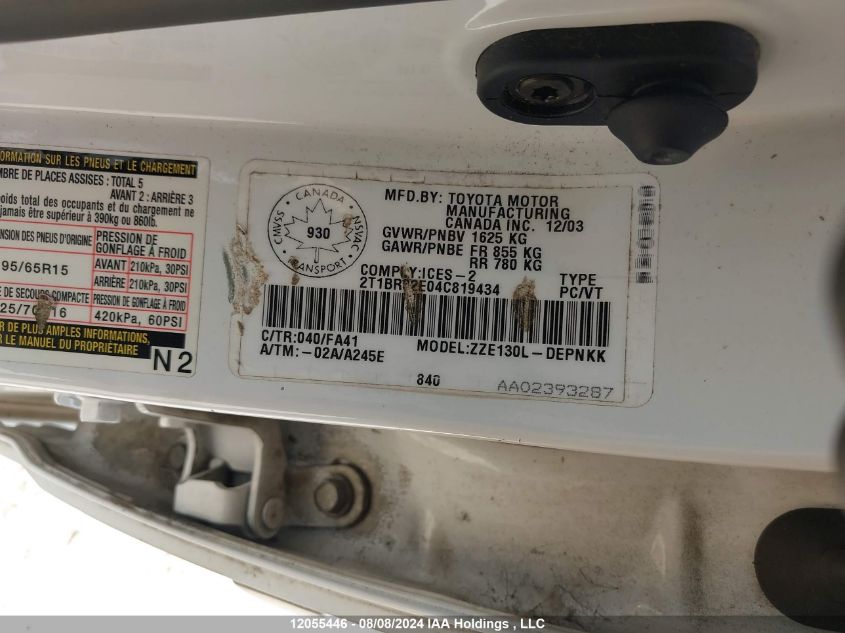 FORMATION SUR LES PNEUS ET LE CHARGEMENT
MBRE DE PLACES ASSISES : TOTAL 5
AVANT 2 : ARRIÈRE 3
poids total des occupants et du chargement ne
jamais être supérieur à 390kg ou 860lb.
NSION DES PNEUS D'ORIGINE
PRESSION DE GONFLAGE À FROID
95/65R15
AVANT 210kPa, 30PSI
ARRIÈRE 210kPa, 30PSI
DE SECOURS COMPACTE
PRESSION DE GONFLAGE À FROID
420kPa, 60PSI
R DE PLUS AMPLES INFORMATIONS,
R LE MANUEL DU PROPRIÉTAIRE
N2
CANADA
CMVSS
NSVAC
930
TRANSPORT
MFD.BY: TOYOTA MOTOR
MANUFACTURING
CANADA INC. 12/03
GVWR/PNBV 1625 KG
GAWR/PNBE FR 855 KG
RR 780 KG
COMPLY:ICES-2
TYPE
2T1BR32E04C819434
PC/VT
C/TR:040/FA41
MODEL:ZZE130L-DEPNKK
A/TM:-02A/A245E
840
AA02393287
12055446 - 08/08/2024 IAA Holdings, LLC